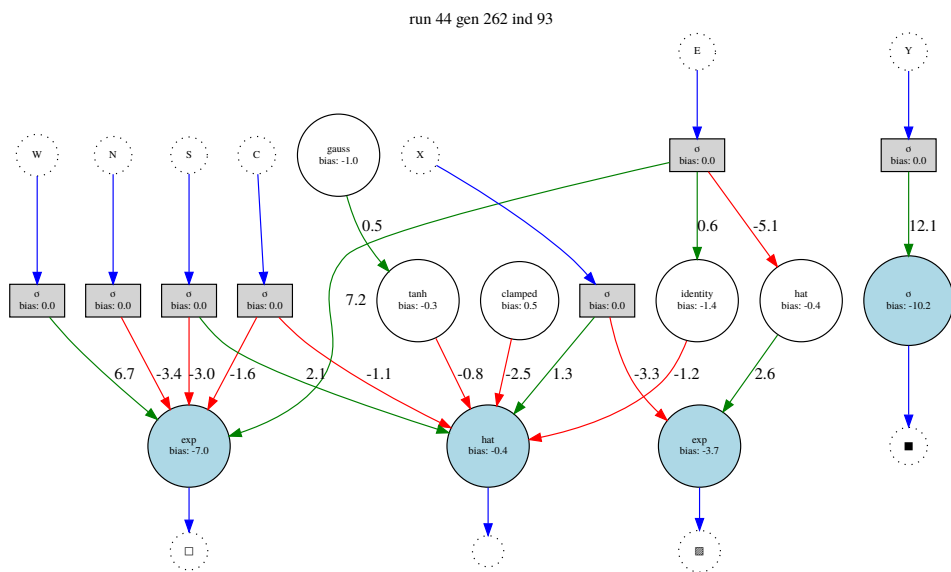 run 44 gen 262 ind 93
E
Y
W
N
S
C
gauss
bias: -1.0
X
σ
bias: 0.0
σ
bias: 0.0
0.5
0.6
-5.1
12.1
σ
bias: 0.0
σ
bias: 0.0
σ
bias: 0.0
σ
bias: 0.0
7.2
tanh
bias: -0.3
clamped
bias: 0.5
σ
bias: 0.0
identity
bias: -1.4
hat
bias: -0.4
σ
bias: -10.2
6.7
-3.4
-3.0
-1.6
2.1
-1.1
-0.8
-2.5
1.3
-3.3
-1.2
2.6
exp
bias: -7.0
hat
bias: -0.4
exp
bias: -3.7
■
□
▨